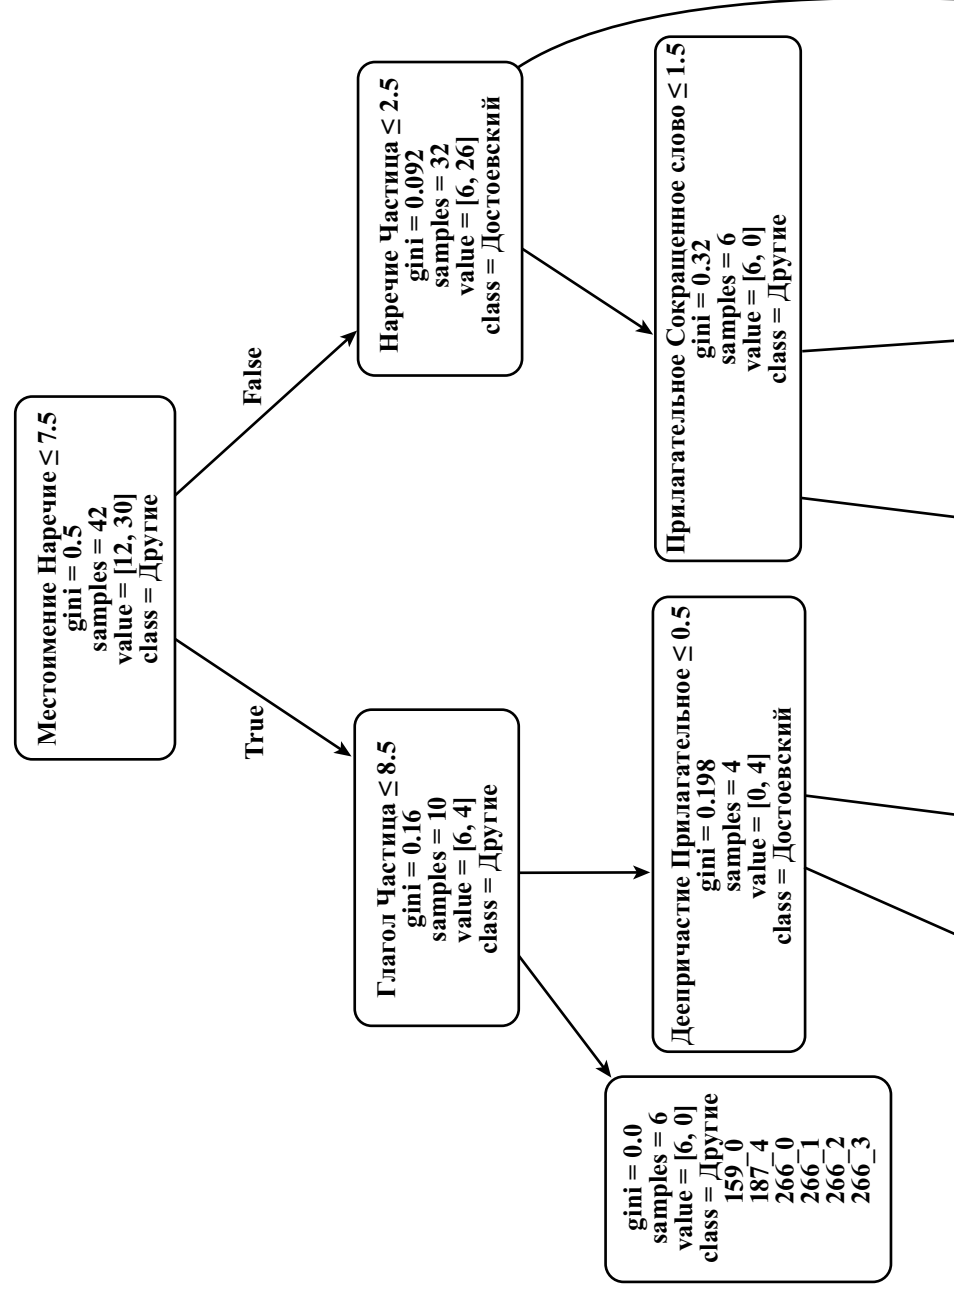 Местоимение Наречие ≤ 7.5
gini = 0.5
samples = 42
value = [12, 30]
class = Другие
True
False
Глагол Частица ≤ 8.5
gini = 0.16
samples = 10
value = [6, 4]
class = Другие
Наречие Частица ≤ 2.5
gini = 0.092
samples = 32
value = [6, 26]
class = Достоевский
gini = 0.0
samples = 6
value = [6, 0]
class = Другие
159_0
187_4
266_0
266_1
266_2
266_3
Деепричастие Прилагательное ≤ 0.5
gini = 0.198
samples = 4
value = [0, 4]
class = Достоевский
Прилагательное Сокращенное слово ≤ 1.5
gini = 0.32
samples = 6
value = [6, 0]
class = Другие